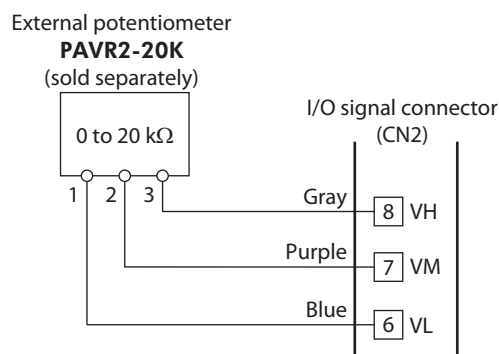 External potentiometer
PAVR2-20K
(sold separately)
0 to 20 kΩ
1 2 3
I/O signal connector
(CN2)
Gray 8 VH
Purple 7 VM
Blue 6 VL